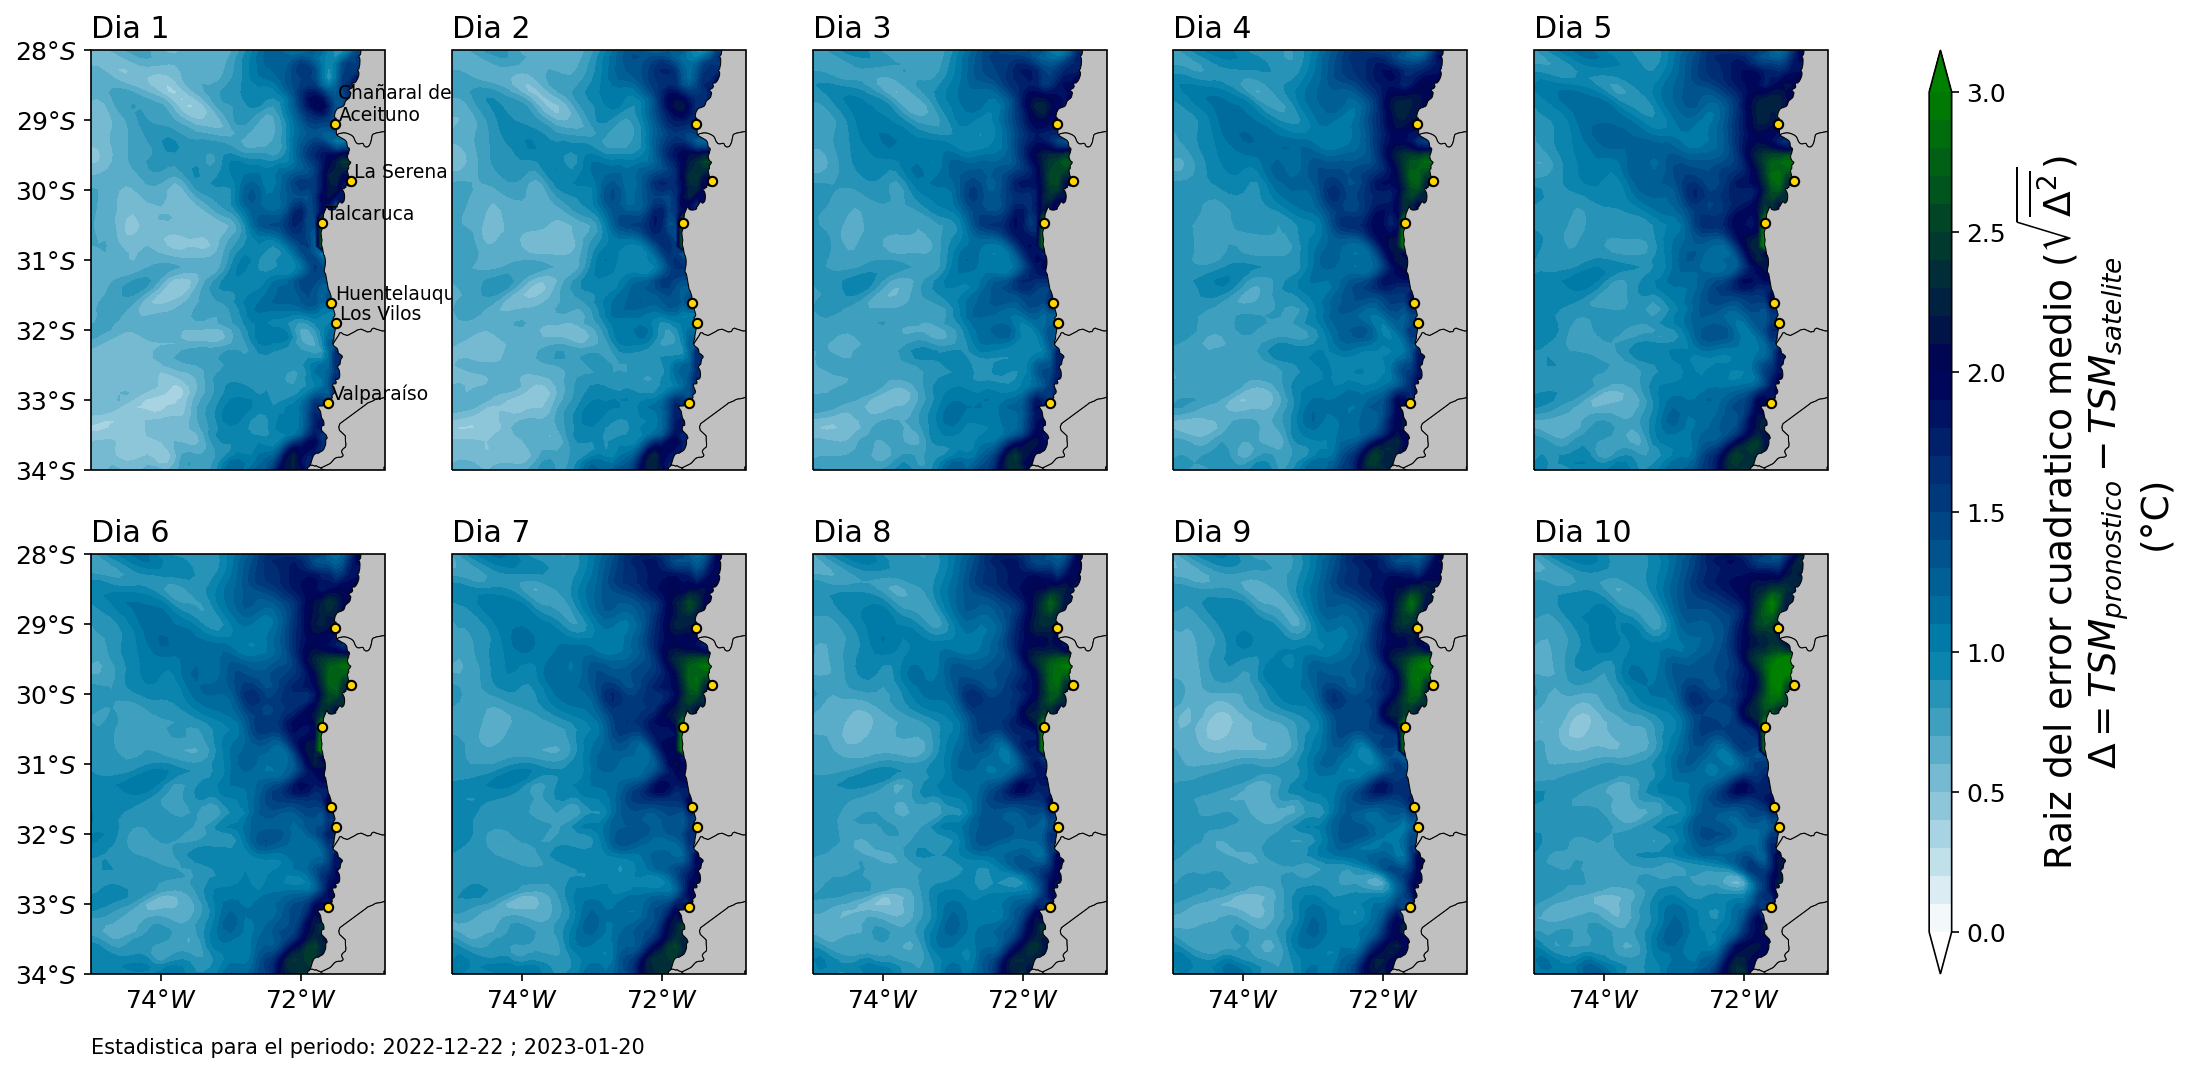 Dia 1
Dia 2
Dia 3
Dia 4
Dia 5
28°S
29°S
30°S
31°S
32°S
33°S
34°S
Chañaral de
Aceituno
La Serena
Talcaruca
Huentelauqu
Los Vilos
Valparaíso
Dia 6
Dia 7
Dia 8
Dia 9
Dia 10
28°S
29°S
30°S
31°S
32°S
33°S
34°S
74°W 72°W
74°W 72°W
74°W 72°W
74°W 72°W
74°W 72°W
3.0
2.5
2.0
1.5
1.0
0.5
0.0
Raiz del error cuadratico medio (√Δ²)
Δ = TSM_pronostico − TSM_satelite
(°C)
Estadistica para el periodo: 2022-12-22 ; 2023-01-20